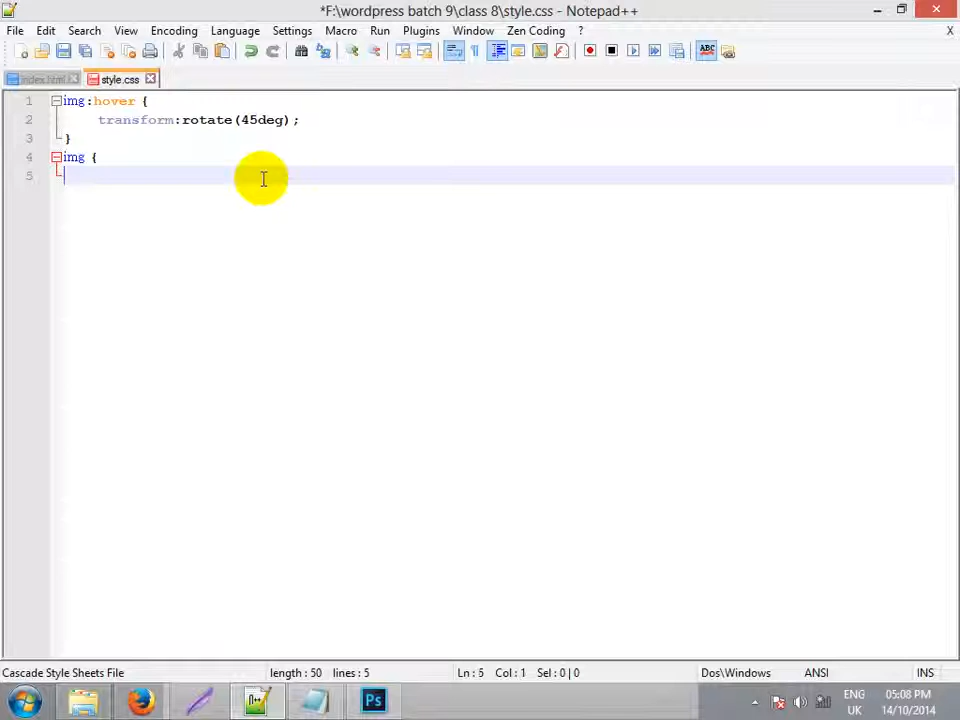 *F:\wordpress batch 9\class 8\style.css - Notepad++
File Edit Search View Encoding Language Settings Macro Run Plugins Window Zen Coding ? X
ABC
index.html style.css
1 img:hover {
2 transform:rotate(45deg);
3 }
4 img {
5
Cascade Style Sheets File length : 50 lines : 5 Ln : 5 Col : 1 Sel : 0 | 0 Dos\Windows ANSI INS
Ps
ENG 05:08 PM
UK 14/10/2014